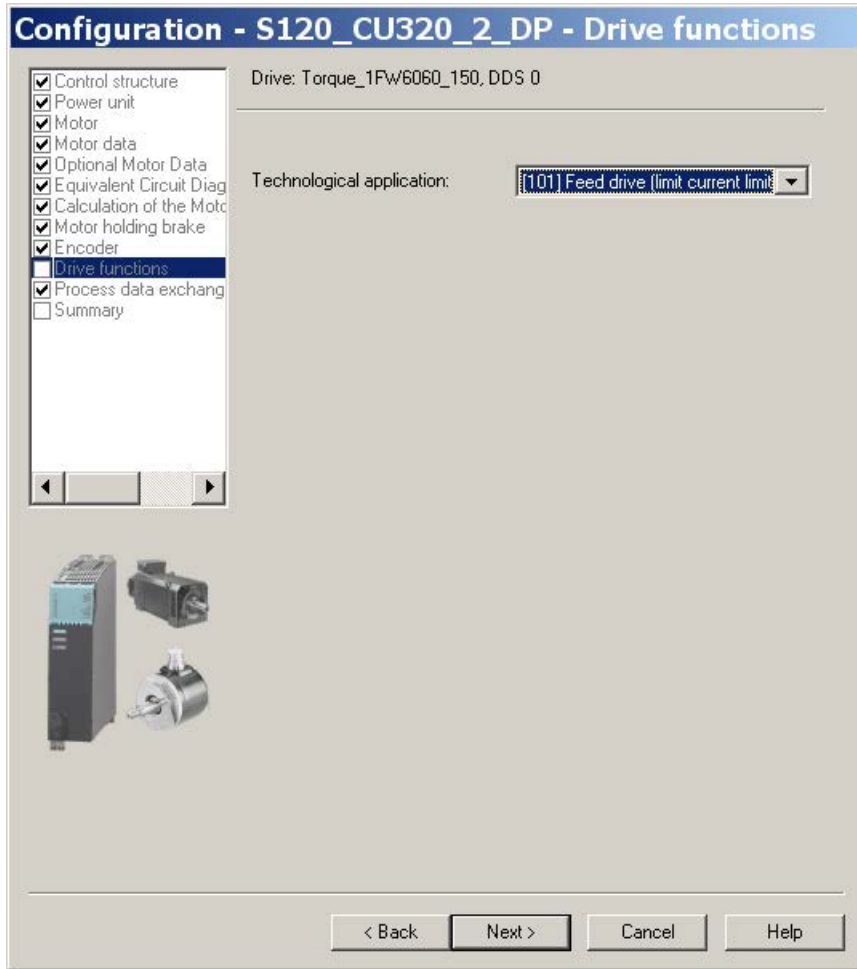 Configuration - S120_CU320_2_DP - Drive functions
Control structure
Power unit
Motor
Motor data
Optional Motor Data
Equivalent Circuit Diag
Calculation of the Motc
Motor holding brake
Encoder
Drive functions
Process data exchang
Summary
Drive: Torque_1FW6060_150, DDS 0
Technological application:
[101] Feed drive (limit current limit
< Back
Next >
Cancel
Help